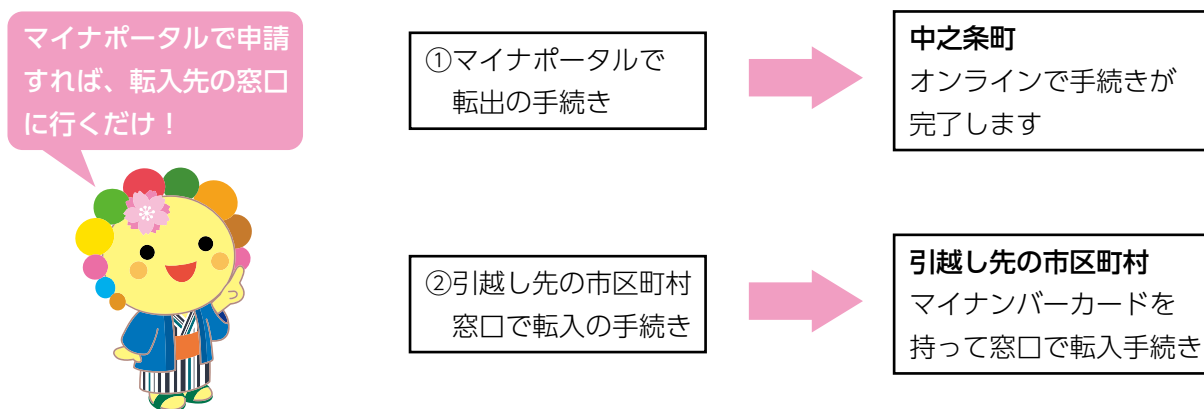 マイナポータルで申請
すれば、転入先の窓口
に行くだけ！
①マイナポータルで
転出の手続き
中之条町
オンラインで手続きが
完了します
②引越し先の市区町村
窓口で転入の手続き
引越し先の市区町村
マイナンバーカードを
持って窓口で転入手続き